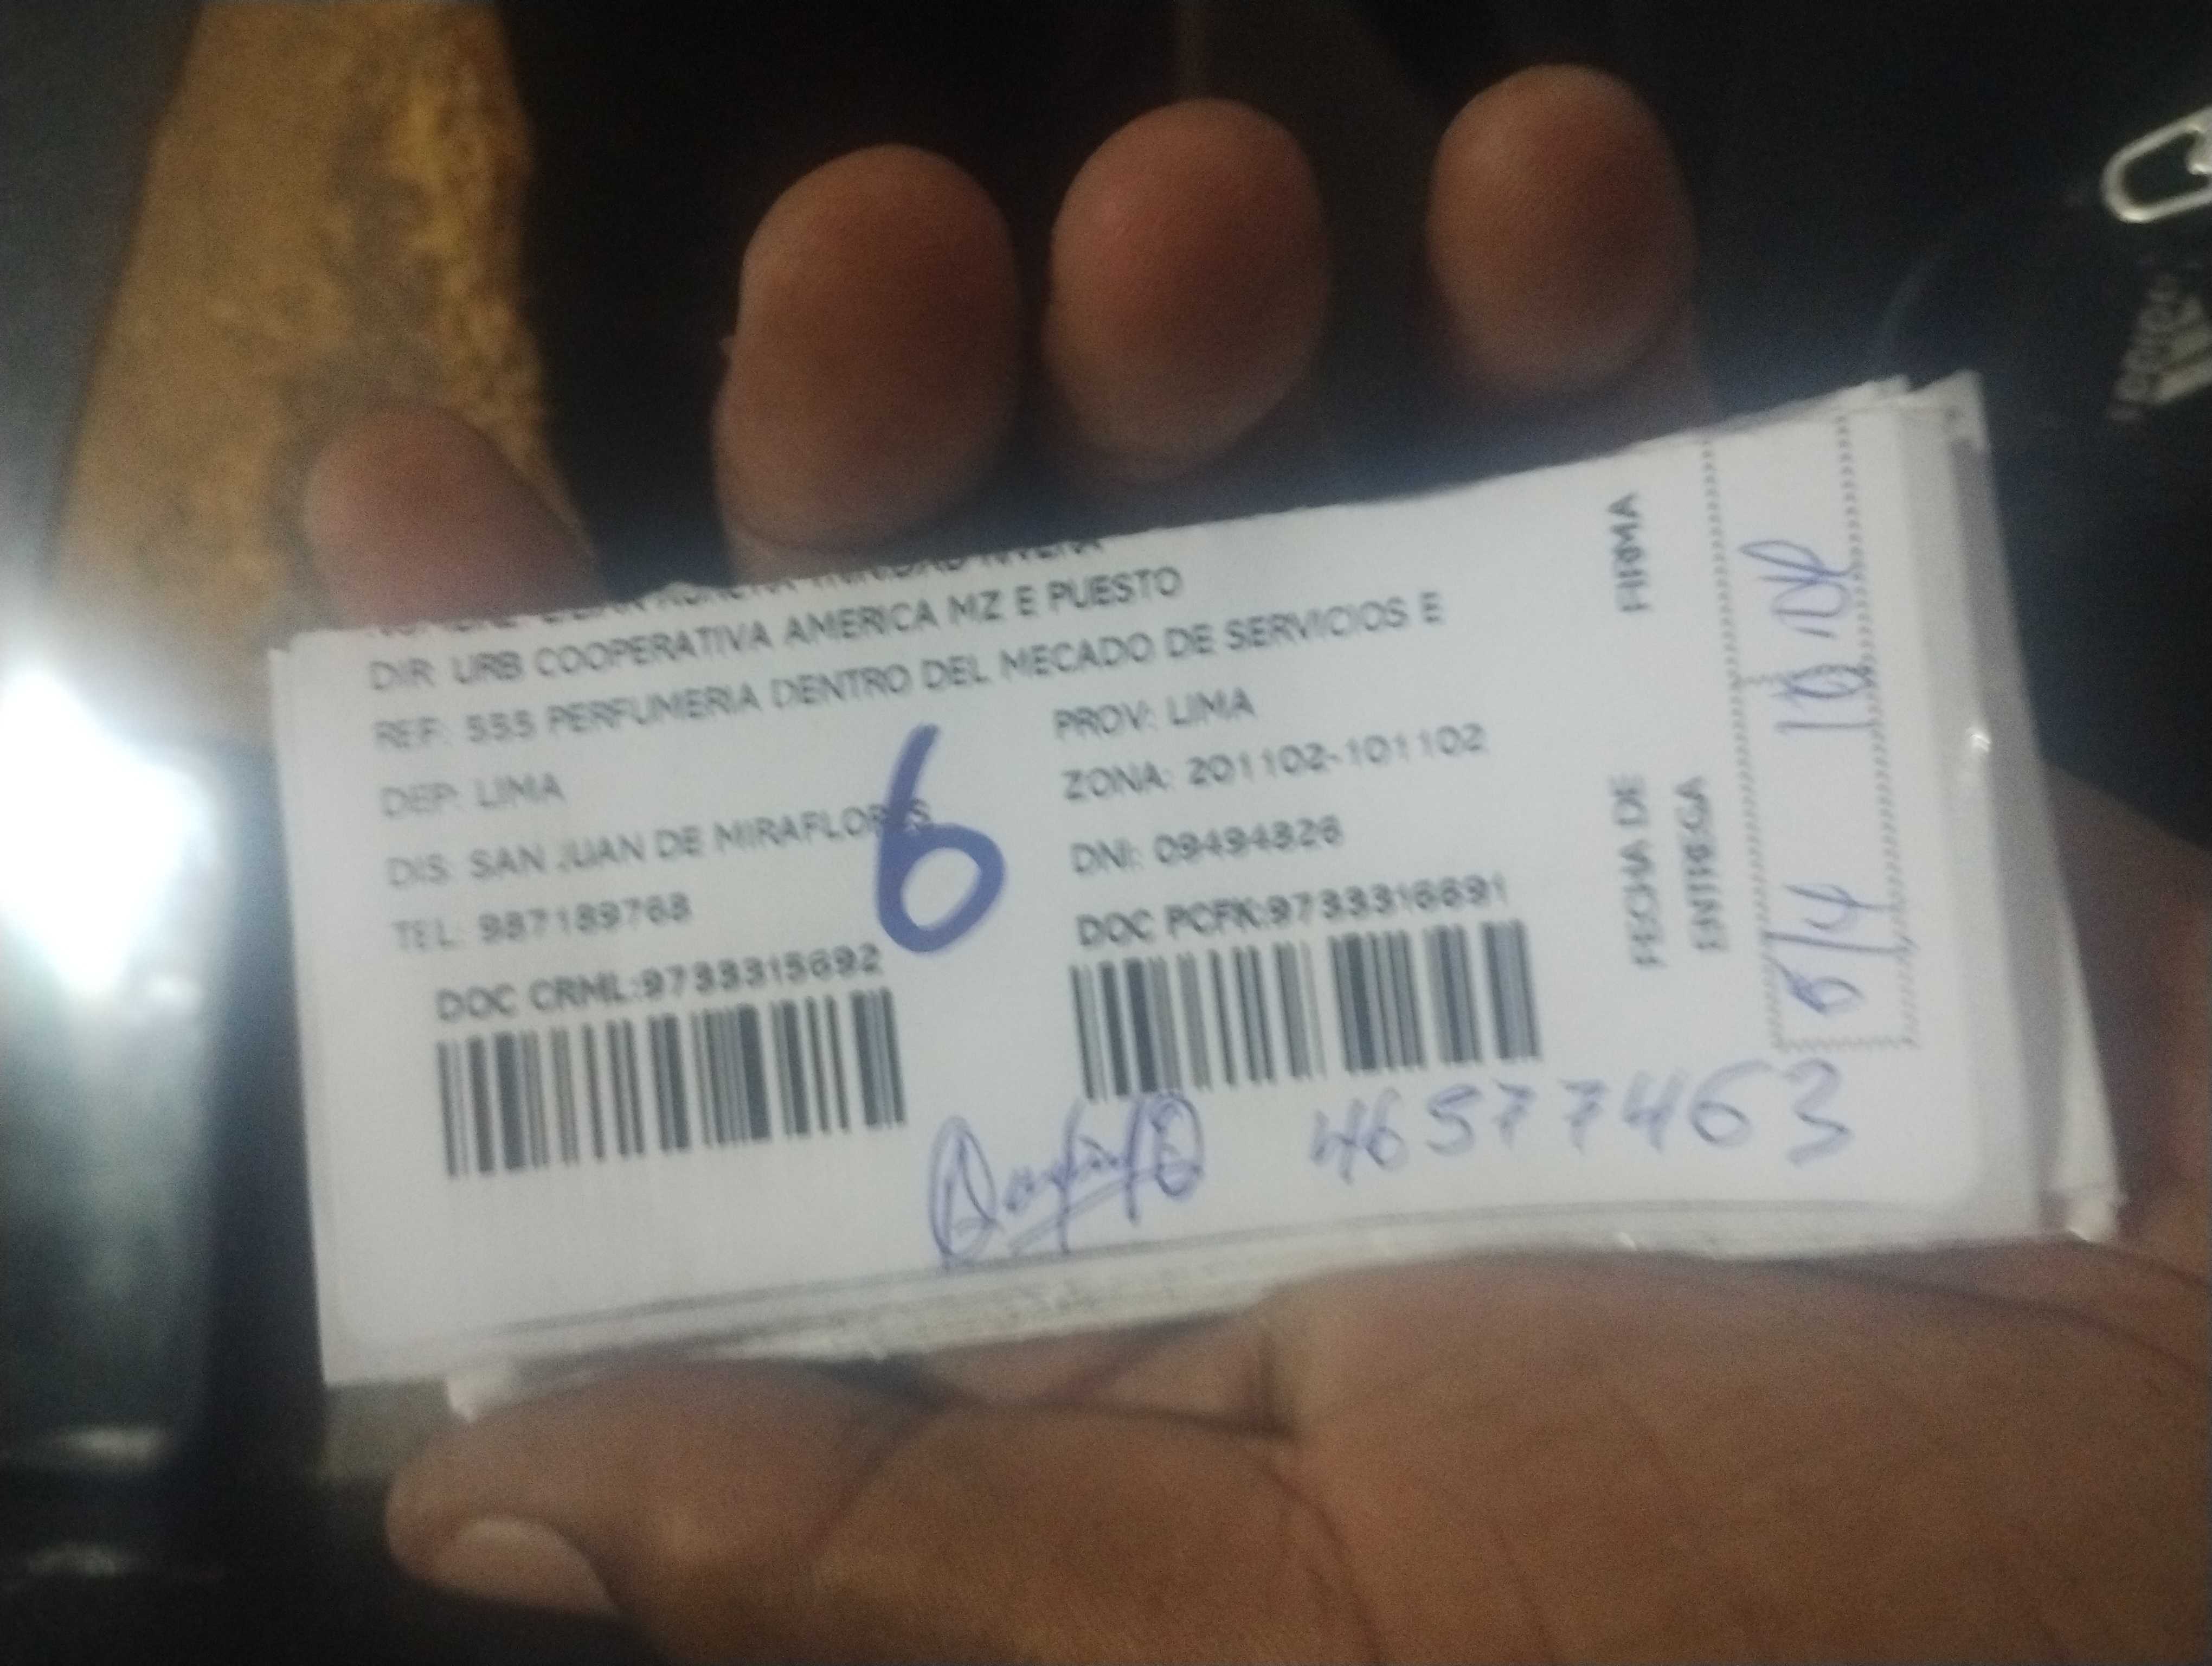 DIR: URB COOPERATIVA AMERICA MZ E PUESTO
REF: 555 PERFUMERIA DENTRO DEL MECADO DE SERVICIOS E
DEP: LIMA
PROV: LIMA
ZONA: 201102-101102
DIS: SAN JUAN DE MIRAFLORES
DNI: 09494326
TEL: 987189768
DOC CRML:9733315692
DOC PCFK:9733316691
6
FIRMA
FECHA DE
ENTREGA
6/4
46577463